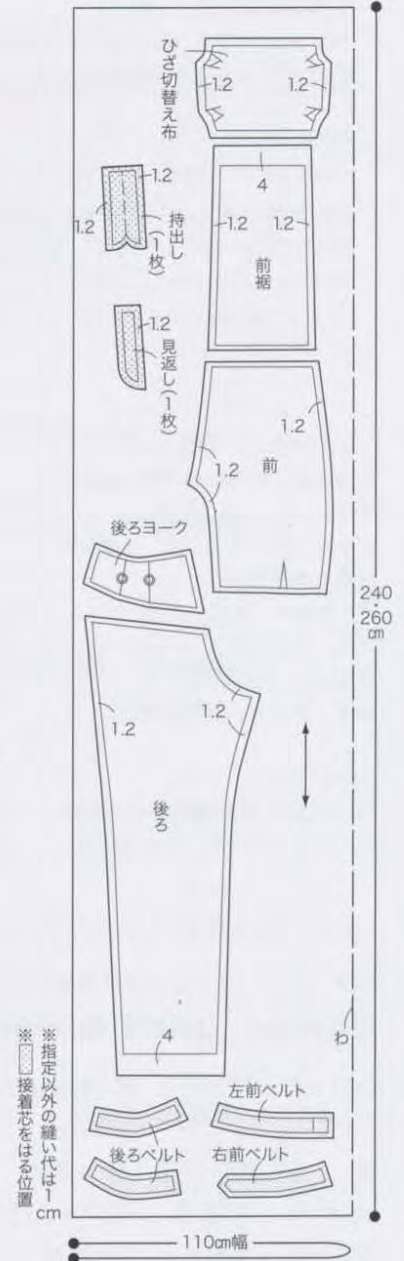 ひざ切替え布
1.2
1.2
4
1.2
1.2
前裾
1.2
1.2
持出し(1枚)
1.2
見返し(1枚)
1.2
1.2
前
後ろヨーク
240
・
260
cm
1.2
1.2
後ろ
4
わ
左前ベルト
後ろベルト
右前ベルト
※指定以外の縫い代は1cm
※接着芯をはる位置
110cm幅